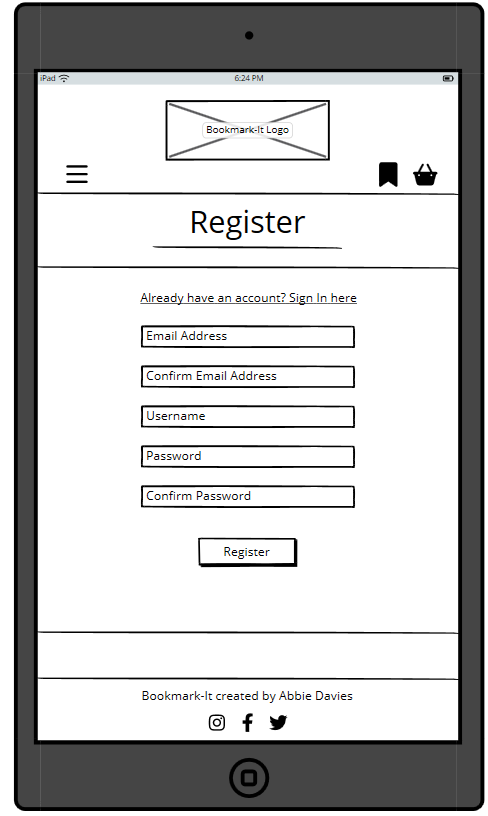 iPad 6:24 PM
Bookmark-It Logo
Register
Already have an account? Sign In here
Email Address
Confirm Email Address
Username
Password
Confirm Password
Register
Bookmark-It created by Abbie Davies